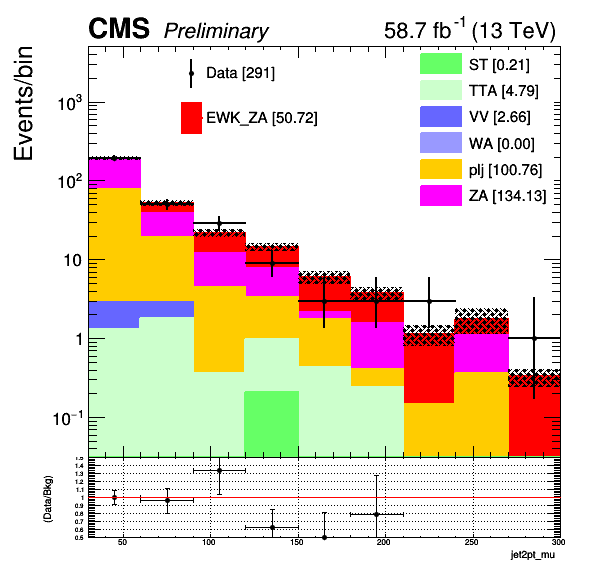 CMS Preliminary 58.7 fb⁻¹ (13 TeV)
Events/bin
Data [291]
EWK_ZA [50.72]
ST [0.21]
TTA [4.79]
VV [2.66]
WA [0.00]
plj [100.76]
ZA [134.13]
10³
10²
10
1
10⁻¹
(Data/Bkg)
1.5
1.4
1.3
1.2
1.1
1
0.9
0.8
0.7
0.6
0.5
50 100 150 200 250 300
jet2pt_mu